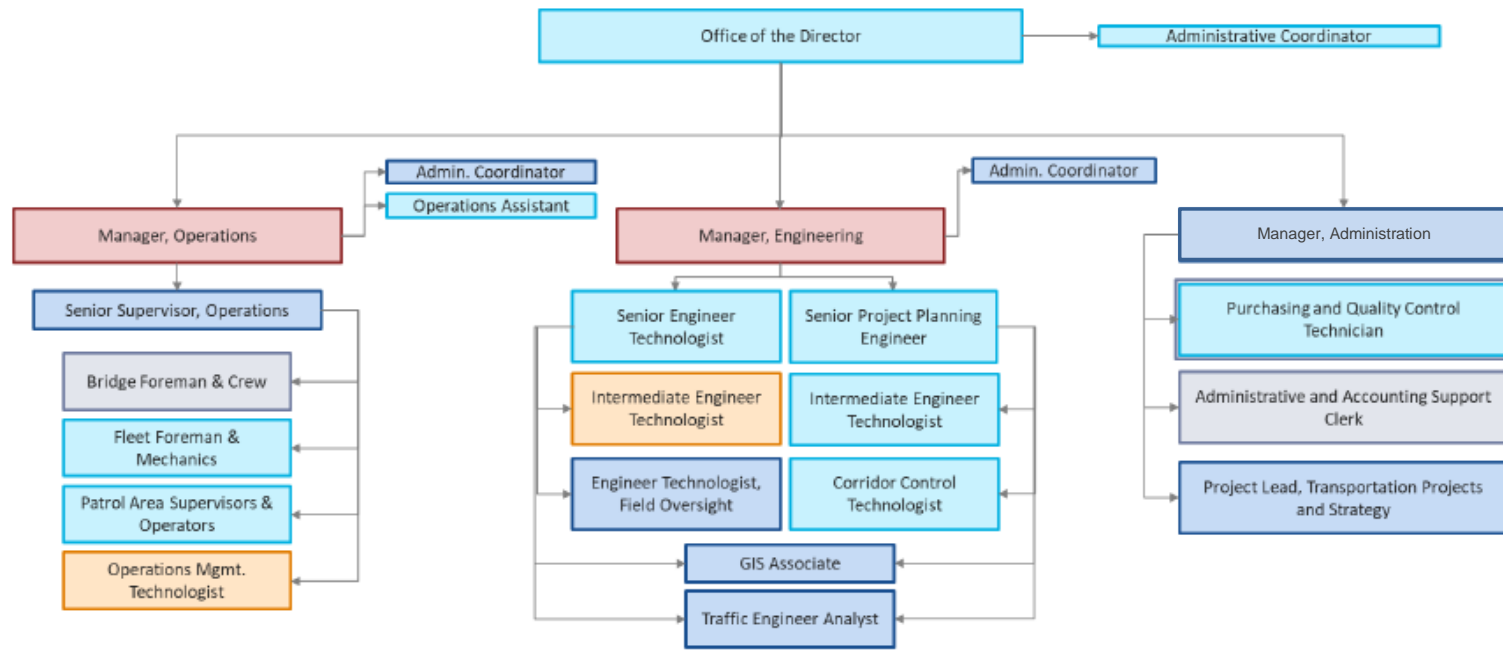 Office of the Director
Administrative Coordinator
Admin. Coordinator
Operations Assistant
Admin. Coordinator
Manager, Operations
Manager, Engineering
Manager, Administration
Senior Supervisor, Operations
Bridge Foreman & Crew
Fleet Foreman &
Mechanics
Patrol Area Supervisors &
Operators
Operations Mgmt.
Technologist
Senior Engineer
Technologist
Senior Project Planning
Engineer
Intermediate Engineer
Technologist
Intermediate Engineer
Technologist
Engineer Technologist,
Field Oversight
Corridor Control
Technologist
GIS Associate
Traffic Engineer Analyst
Purchasing and Quality Control
Technician
Administrative and Accounting Support
Clerk
Project Lead, Transportation Projects
and Strategy